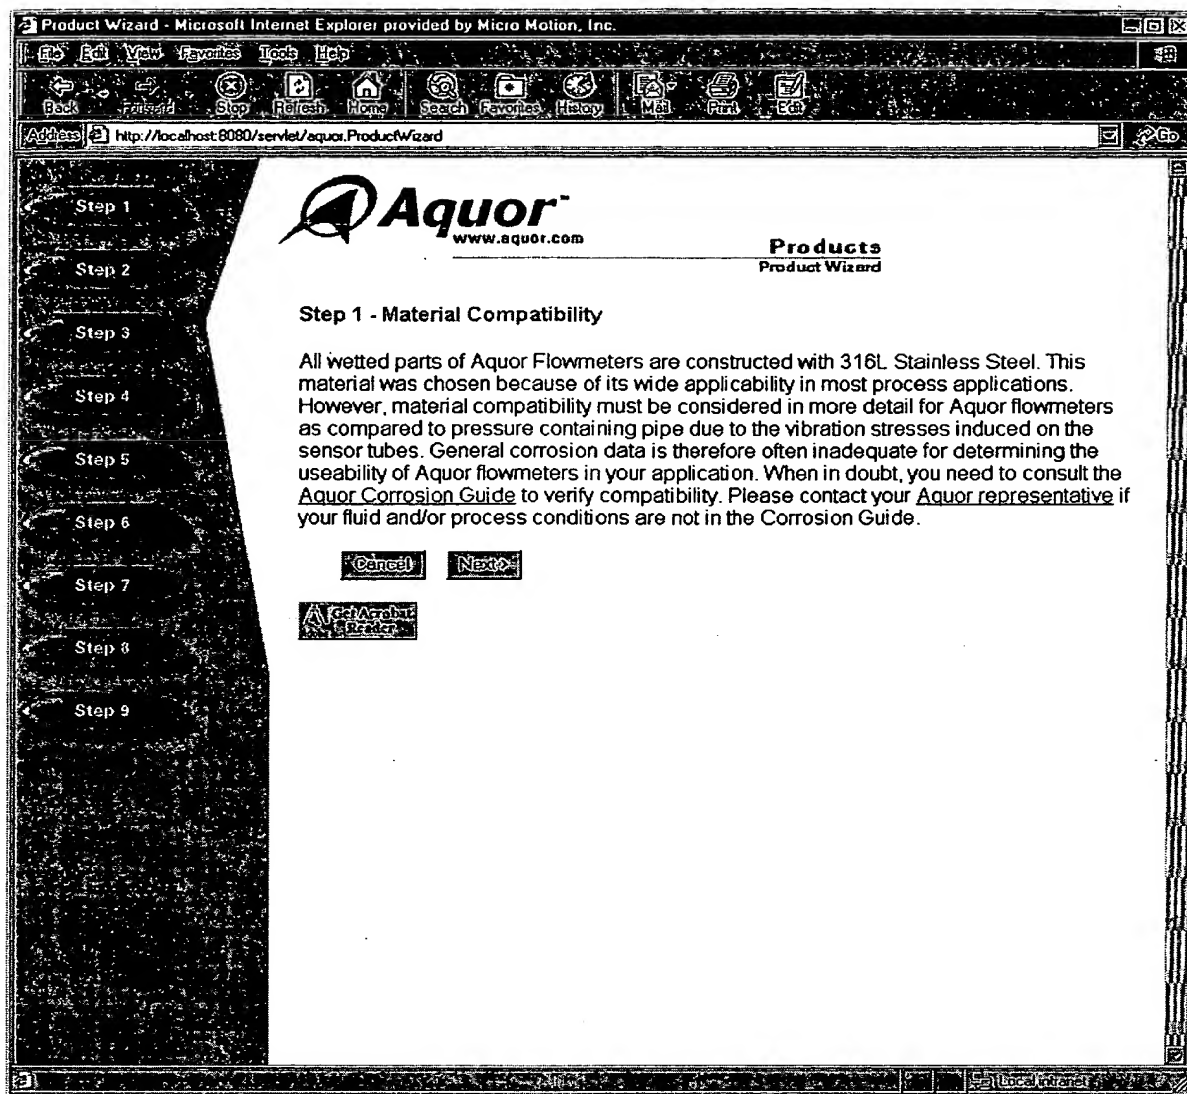 Product Wizard - Microsoft Internet Explorer provided by Micro Motion, Inc.
File Edit View Favorites Tools Help
Back Forward Stop Refresh Home Search Favorites History Mail Print Edit
Address http://localhost:8080/servlet/aquor.ProductWizard Go
Step 1
Step 2
Step 3
Step 4
Step 5
Step 6
Step 7
Step 8
Step 9
Aquor™
www.aquor.com
Products
Product Wizard
Step 1 - Material Compatibility
All wetted parts of Aquor Flowmeters are constructed with 316L Stainless Steel. This
material was chosen because of its wide applicability in most process applications.
However, material compatibility must be considered in more detail for Aquor flowmeters
as compared to pressure containing pipe due to the vibration stresses induced on the
sensor tubes. General corrosion data is therefore often inadequate for determining the
useability of Aquor flowmeters in your application. When in doubt, you need to consult the
Aquor Corrosion Guide to verify compatibility. Please contact your Aquor representative if
your fluid and/or process conditions are not in the Corrosion Guide.
Cancel Next >
Get Acrobat
Reader
Local intranet